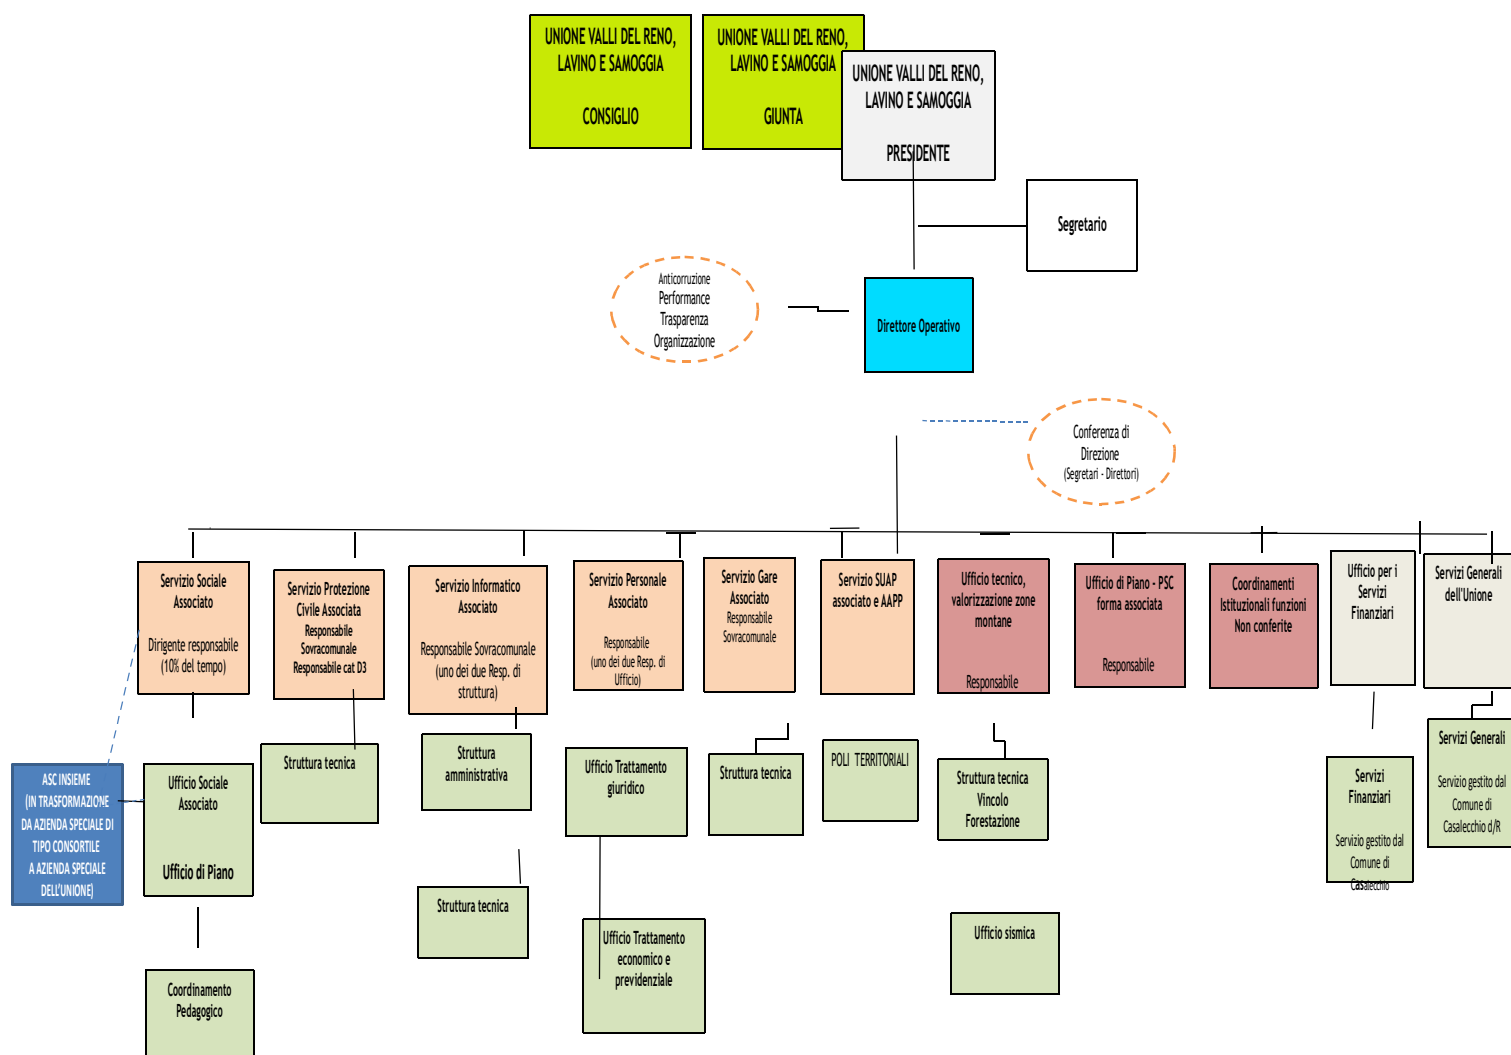 UNIONE VALLI DEL RENO,
LAVINO E SAMOGGIA
CONSIGLIO
UNIONE VALLI DEL RENO,
LAVINO E SAMOGGIA
GIUNTA
UNIONE VALLI DEL RENO,
LAVINO E SAMOGGIA
PRESIDENTE
Segretario
Anticorruzione
Performance
Trasparenza
Organizzazione
Direttore Operativo
Conferenza di
Direzione
(Segretari - Direttori)
Servizio Sociale
Associato
Dirigente responsabile
(10% del tempo)
Servizio Protezione
Civile Associata
Responsabile
Sovracomunale
Responsabile cat D3
Servizio Informatico
Associato
Responsabile Sovracomunale
(uno dei due Resp. di
struttura)
Servizio Personale
Associato
Responsabile
(uno dei due Resp. di
Ufficio)
Servizio Gare
Associato
Responsabile
Sovracomunale
Servizio SUAP
associato e AAPP
Ufficio tecnico,
valorizzazione zone
montane
Responsabile
Ufficio di Piano - PSC
forma associata
Responsabile
Coordinamenti
Istituzionali funzioni
Non conferite
Ufficio per i
Servizi
Finanziari
Servizi Generali
dell'Unione
ASC INSIEME
(IN TRASFORMAZIONE
DA AZIENDA SPECIALE DI
TIPO CONSORTILE
A AZIENDA SPECIALE
DELL'UNIONE)
Ufficio Sociale
Associato
Ufficio di Piano
Struttura tecnica
Struttura
amministrativa
Ufficio Trattamento
giuridico
Struttura tecnica
POLI TERRITORIALI
Struttura tecnica
Vincolo
Forestazione
Servizi
Finanziari
Servizio gestito dal
Comune di
Casalecchio
Servizi Generali
Servizio gestito dal
Comune di
Casalecchio d/R
Struttura tecnica
Ufficio Trattamento
economico e
previdenziale
Ufficio sismica
Coordinamento
Pedagogico